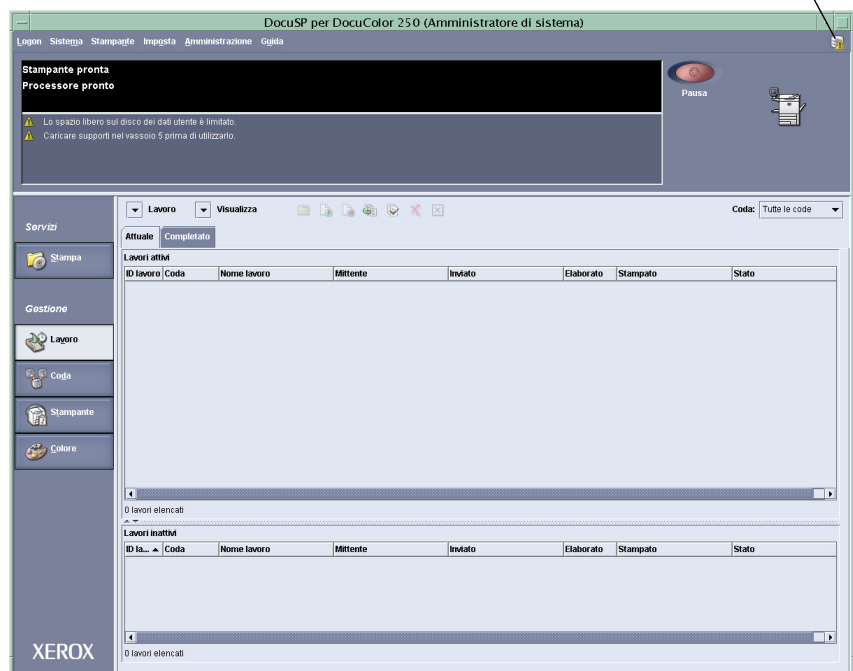 DocuSP per DocuColor 250 (Amministratore di sistema)
Logon Sistema Stampante Imposta Amministrazione Guida
Stampante pronta
Processore pronto
Pausa
Lo spazio libero sul disco dei dati utente è limitato.
Caricare supporti nel vassoio 5 prima di utilizzarlo.
Servizi
Stampa
Gestione
Lavoro
Coda
Stampante
Colore
XEROX
Lavoro Visualizza Coda: Tutte le code
Attuale Completato
Lavori attivi
ID lavoro Coda Nome lavoro Mittente Inviato Elaborato Stampato Stato
0 lavori elencati
Lavori inattivi
ID la... Coda Nome lavoro Mittente Inviato Elaborato Stampato Stato
0 lavori elencati